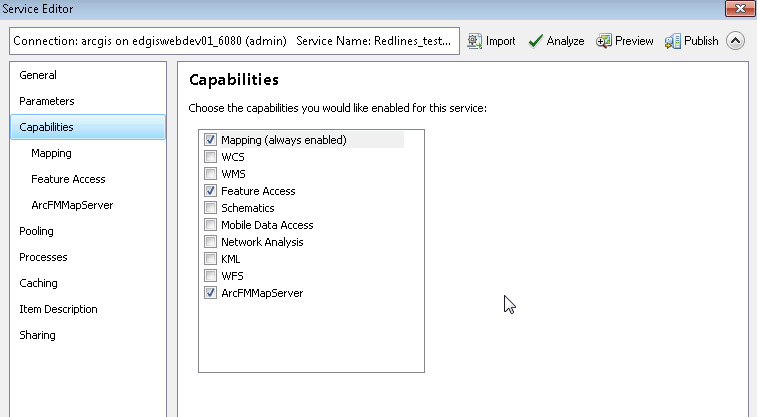 Service Editor
Connection: arcgis on edgiswebdev01_6080 (admin) Service Name: Redlines_test... Import Analyze Preview Publish
General
Parameters
Capabilities
Mapping
Feature Access
ArcFMMapServer
Pooling
Processes
Caching
Item Description
Sharing
Capabilities
Choose the capabilities you would like enabled for this service:
Mapping (always enabled)
WCS
WMS
Feature Access
Schematics
Mobile Data Access
Network Analysis
KML
WFS
ArcFMMapServer